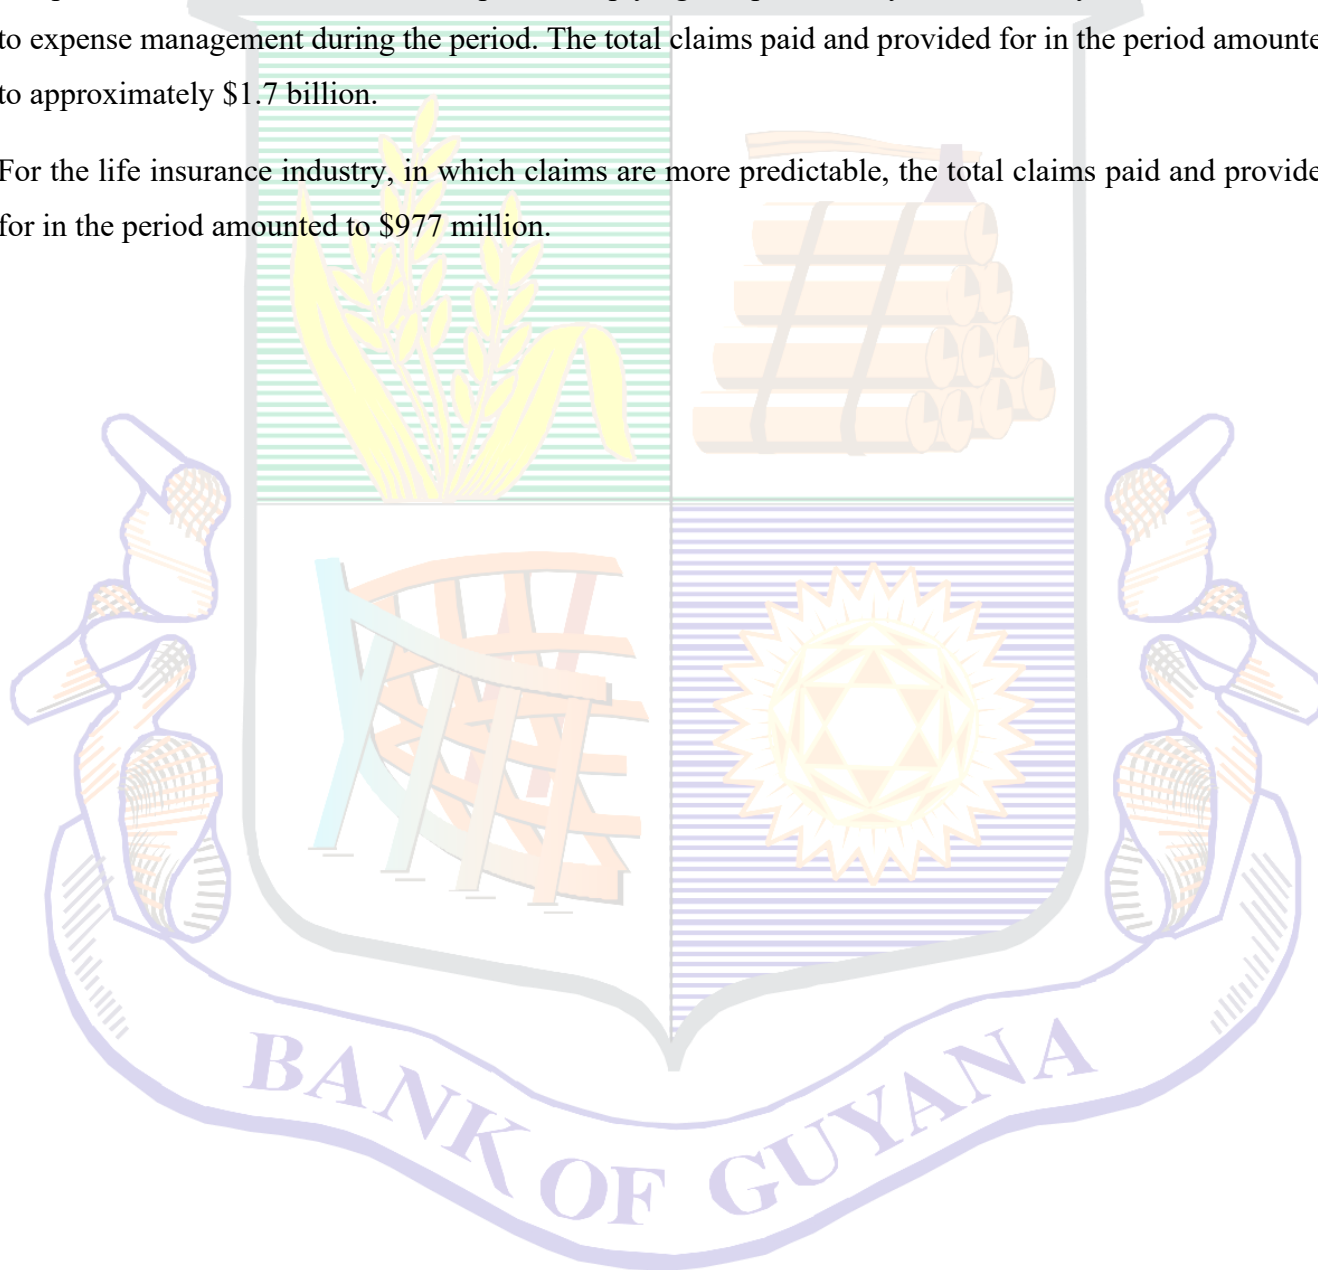 to expense management during the period. The total claims paid and provided for in the period amounte
to approximately $1.7 billion.
For the life insurance industry, in which claims are more predictable, the total claims paid and provide
for in the period amounted to $977 million.
BANK OF GUYANA